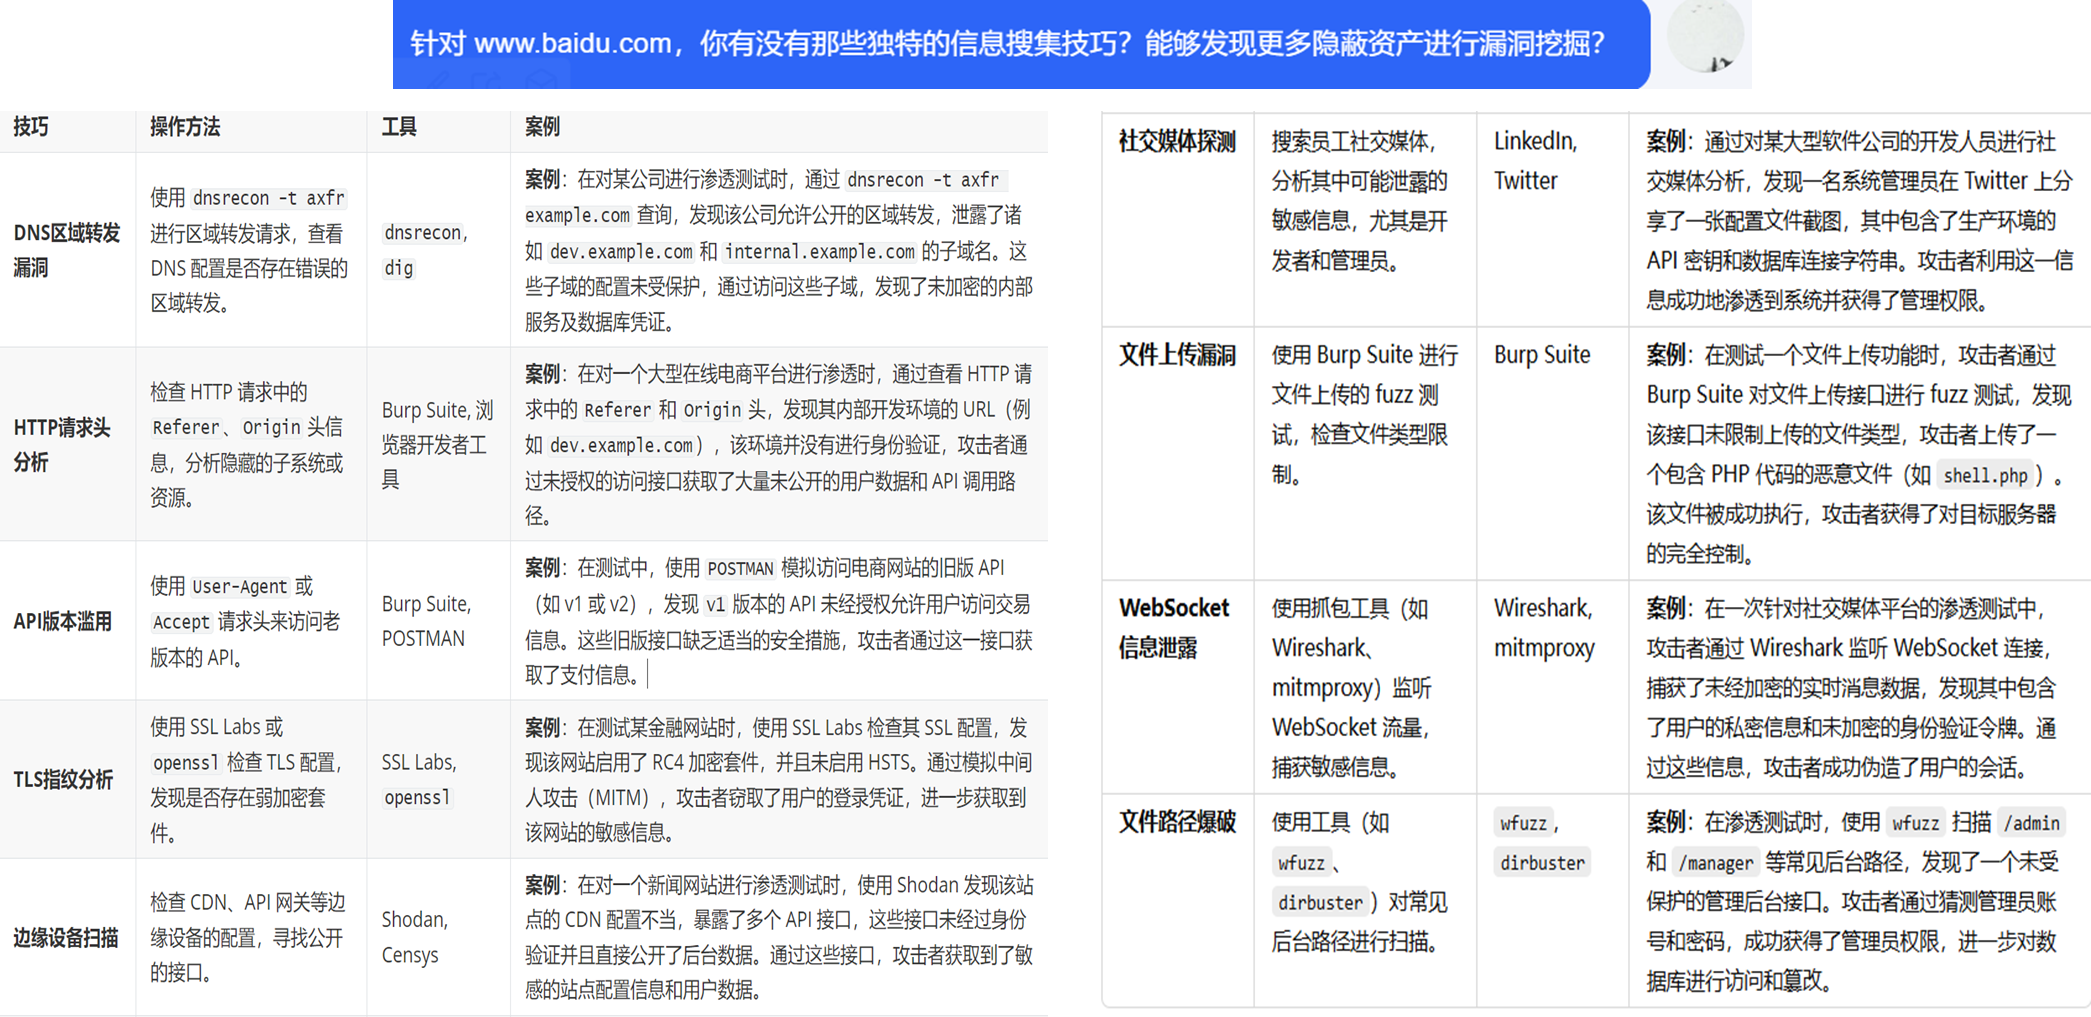 针对 www.baidu.com，你有没有那些独特的信息搜集技巧？能够发现更多隐蔽资产进行漏洞挖掘？
技巧
操作方法
工具
案例
DNS区域转发
漏洞
使用 dnsrecon -t axfr
进行区域转发请求，查看
DNS 配置是否存在错误的
区域转发。
dnsrecon,
dig
案例：在对某公司进行渗透测试时，通过 dnsrecon -t axfr
example.com 查询，发现该公司允许公开的区域转发，泄露了诸
如 dev.example.com 和 internal.example.com 的子域名。这
些子域的配置未受保护，通过访问这些子域，发现了未加密的内部
服务及数据库凭证。
HTTP请求头
分析
检查 HTTP 请求中的
Referer、Origin 头信
息，分析隐藏的子系统或
资源。
Burp Suite, 浏
览器开发者工
具
案例：在对一个大型在线电商平台进行渗透时，通过查看 HTTP 请
求中的 Referer 和 Origin 头，发现其内部开发环境的 URL（例
如 dev.example.com），该环境并没有进行身份验证，攻击者通
过未授权的访问接口获取了大量未公开的用户数据和 API 调用路
径。
API版本滥用
使用 User-Agent 或
Accept 请求头来访问老
版本的 API。
Burp Suite,
POSTMAN
案例：在测试中，使用 POSTMAN 模拟访问电商网站的旧版 API
（如 v1 或 v2），发现 v1 版本的 API 未经授权允许用户访问交易
信息。这些旧版接口缺乏适当的安全措施，攻击者通过这一接口获
取了支付信息。
TLS指纹分析
使用 SSL Labs 或
openssl 检查 TLS 配置，
发现是否存在弱加密套
件。
SSL Labs,
openssl
案例：在测试某金融网站时，使用 SSL Labs 检查其 SSL 配置，发
现该网站启用了 RC4 加密套件，并且未启用 HSTS。通过模拟中间
人攻击（MITM），攻击者窃取了用户的登录凭证，进一步获取到
该网站的敏感信息。
边缘设备扫描
检查 CDN、API 网关等边
缘设备的配置，寻找公开
的接口。
Shodan,
Censys
案例：在对一个新闻网站进行渗透测试时，使用 Shodan 发现该站
点的 CDN 配置不当，暴露了多个 API 接口，这些接口未经过身份
验证并且直接公开了后台数据。通过这些接口，攻击者获取到了敏
感的站点配置信息和用户数据。
社交媒体探测
搜索员工社交媒体，
分析其中可能泄露的
敏感信息，尤其是开
发者和管理员。
LinkedIn,
Twitter
案例：通过对某大型软件公司的开发人员进行社
交媒体分析，发现一名系统管理员在 Twitter 上分
享了一张配置文件截图，其中包含了生产环境的
API 密钥和数据库连接字符串。攻击者利用这一信
息成功地渗透到系统并获得了管理权限。
文件上传漏洞
使用 Burp Suite 进行
文件上传的 fuzz 测
试，检查文件类型限
制。
Burp Suite
案例：在测试一个文件上传功能时，攻击者通过
Burp Suite 对文件上传接口进行 fuzz 测试，发现
该接口未限制上传的文件类型，攻击者上传了一
个包含 PHP 代码的恶意文件（如 shell.php）。
该文件被成功执行，攻击者获得了对目标服务器
的完全控制。
WebSocket
信息泄露
使用抓包工具（如
Wireshark、
mitmproxy）监听
WebSocket 流量，
捕获敏感信息。
Wireshark,
mitmproxy
案例：在一次针对社交媒体平台的渗透测试中，
攻击者通过 Wireshark 监听 WebSocket 连接，
捕获了未经加密的实时消息数据，发现其中包含
了用户的私密信息和未加密的身份验证令牌。通
过这些信息，攻击者成功伪造了用户的会话。
文件路径爆破
使用工具（如
wfuzz、
dirbuster）对常见
后台路径进行扫描。
wfuzz,
dirbuster
案例：在渗透测试时，使用 wfuzz 扫描 /admin
和 /manager 等常见后台路径，发现了一个未受
保护的管理后台接口。攻击者通过猜测管理员账
号和密码，成功获得了管理员权限，进一步对数
据库进行访问和篡改。